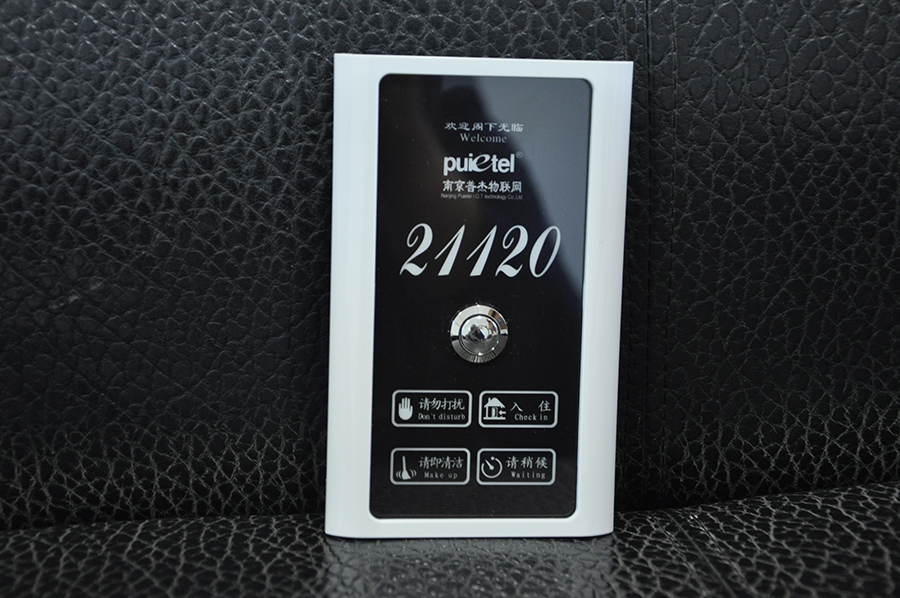 欢迎阁下光临
Welcome
puietel®
南京普杰物联网
Nanjing Puietel I.O.T technology Co.,Ltd
21120
请勿打扰
Don't disturb
入 住
Check in
请即清洁
Make up
请稍候
Waiting